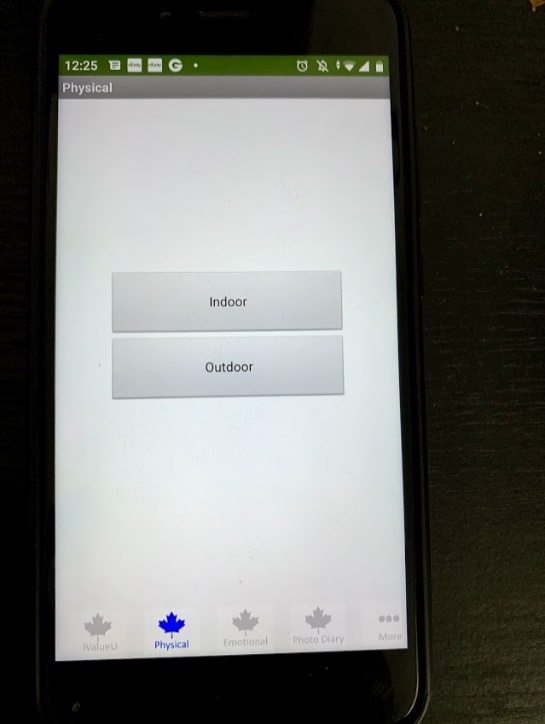 12:25
Physical
Indoor
Outdoor
iValueU
Physical
Emotional
Photo Diary
More